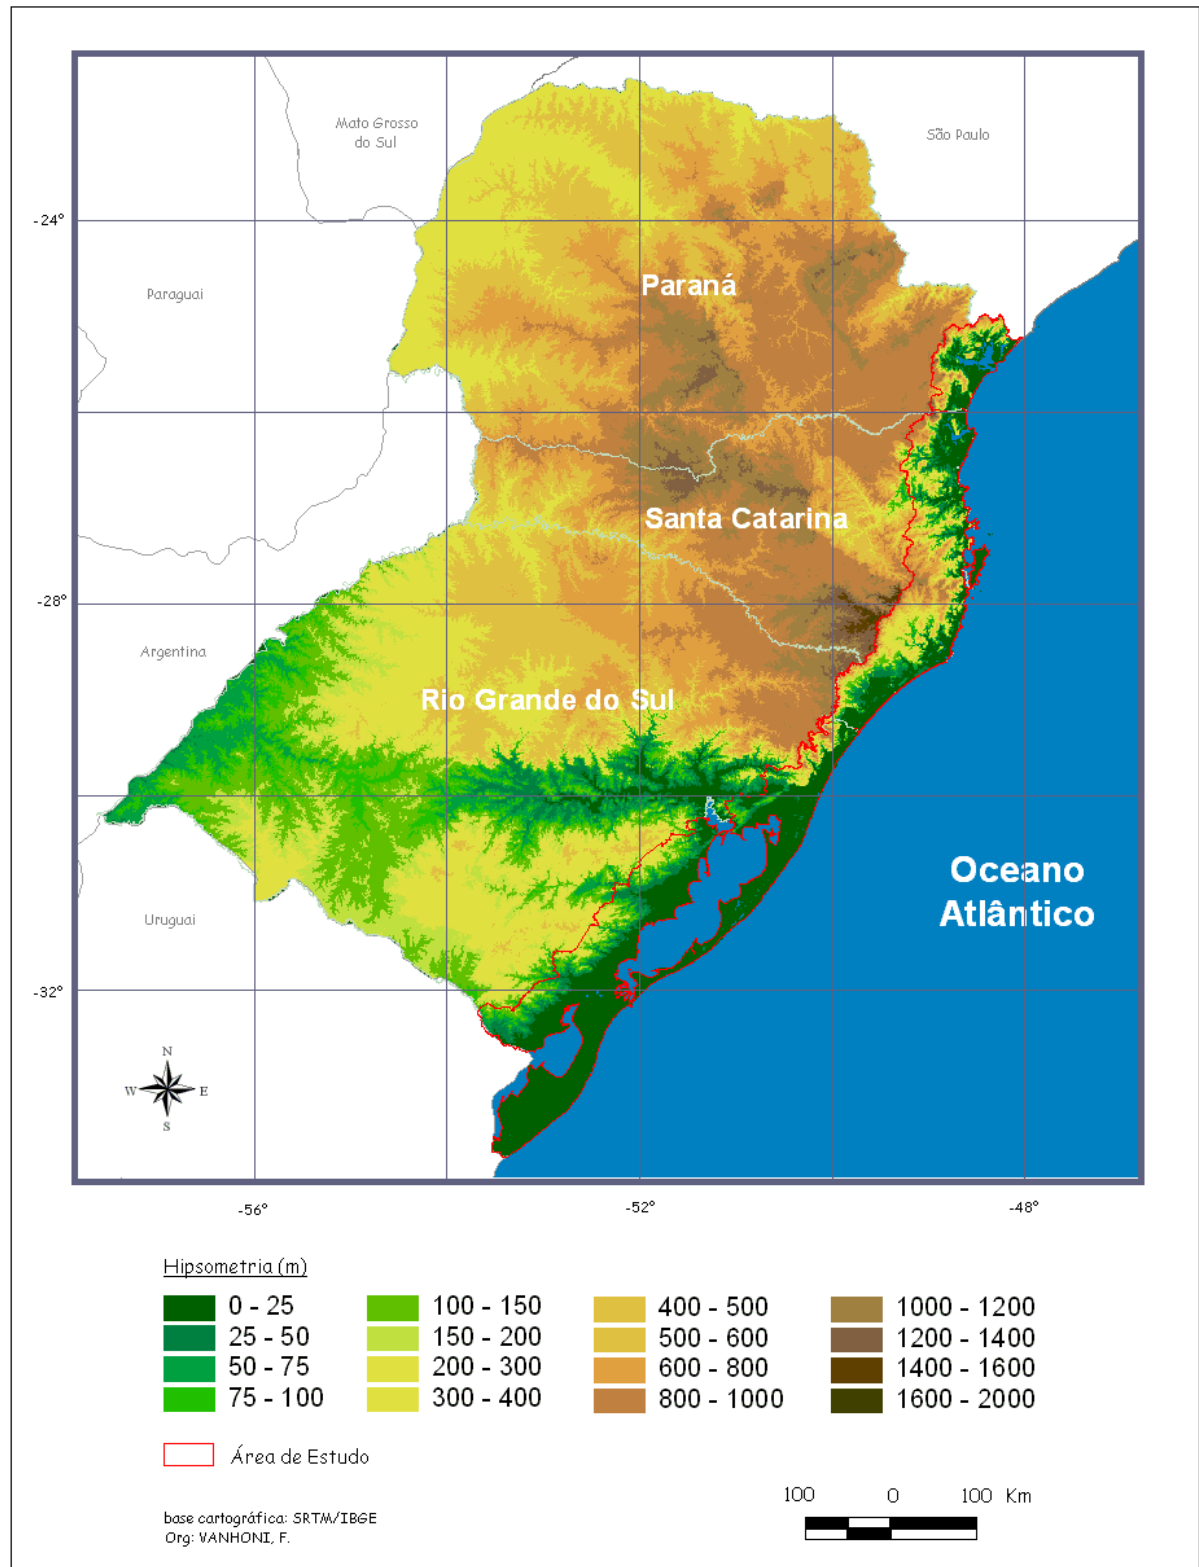 Mato Grosso
do Sul
São Paulo
-24°
Paraná
Paraguai
Santa Catarina
-28°
Argentina
Rio Grande do Sul
Oceano
Atlântico
Uruguai
-32°
N
W E
S
-56°
-52°
-48°
Hipsometria (m)
0 - 25
25 - 50
50 - 75
75 - 100
100 - 150
150 - 200
200 - 300
300 - 400
400 - 500
500 - 600
600 - 800
800 - 1000
1000 - 1200
1200 - 1400
1400 - 1600
1600 - 2000
Área de Estudo
100 0 100 Km
base cartográfica: SRTM/IBGE
Org: VANHONI, F.